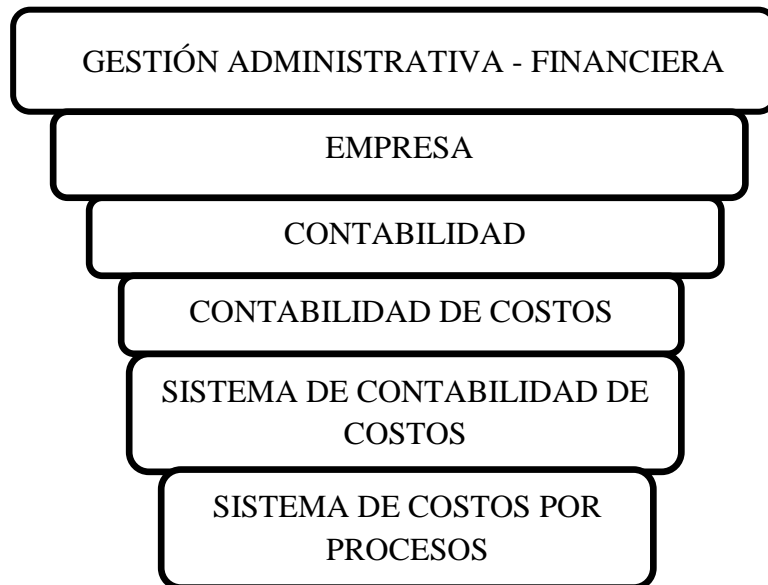 GESTIÓN ADMINISTRATIVA - FINANCIERA
EMPRESA
CONTABILIDAD
CONTABILIDAD DE COSTOS
SISTEMA DE CONTABILIDAD DE
COSTOS
SISTEMA DE COSTOS POR
PROCESOS